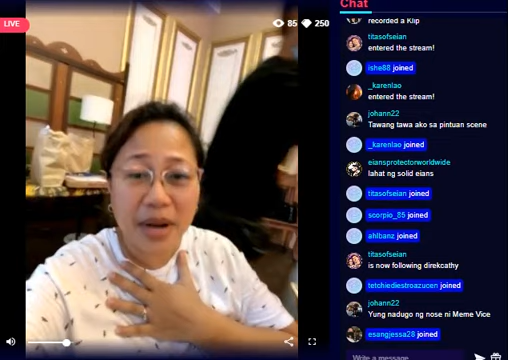 LIVE
85 250
Chat
recorded a Klip
titasofseian
entered the stream!
ishe88 joined
_karenlao
entered the stream!
johann22
Tawang tawa ako sa pintuan scene
_karenlao joined
eiansprotectorworldwide
lahat ng solid eians
titasofseian joined
scorpio_85 joined
ahlbanz joined
titasofseian
is now following direkcathy
tetchiediestroazucen joined
johann22
Yung nadugo ng nose ni Meme Vice
esangjessa28 joined
Write a message